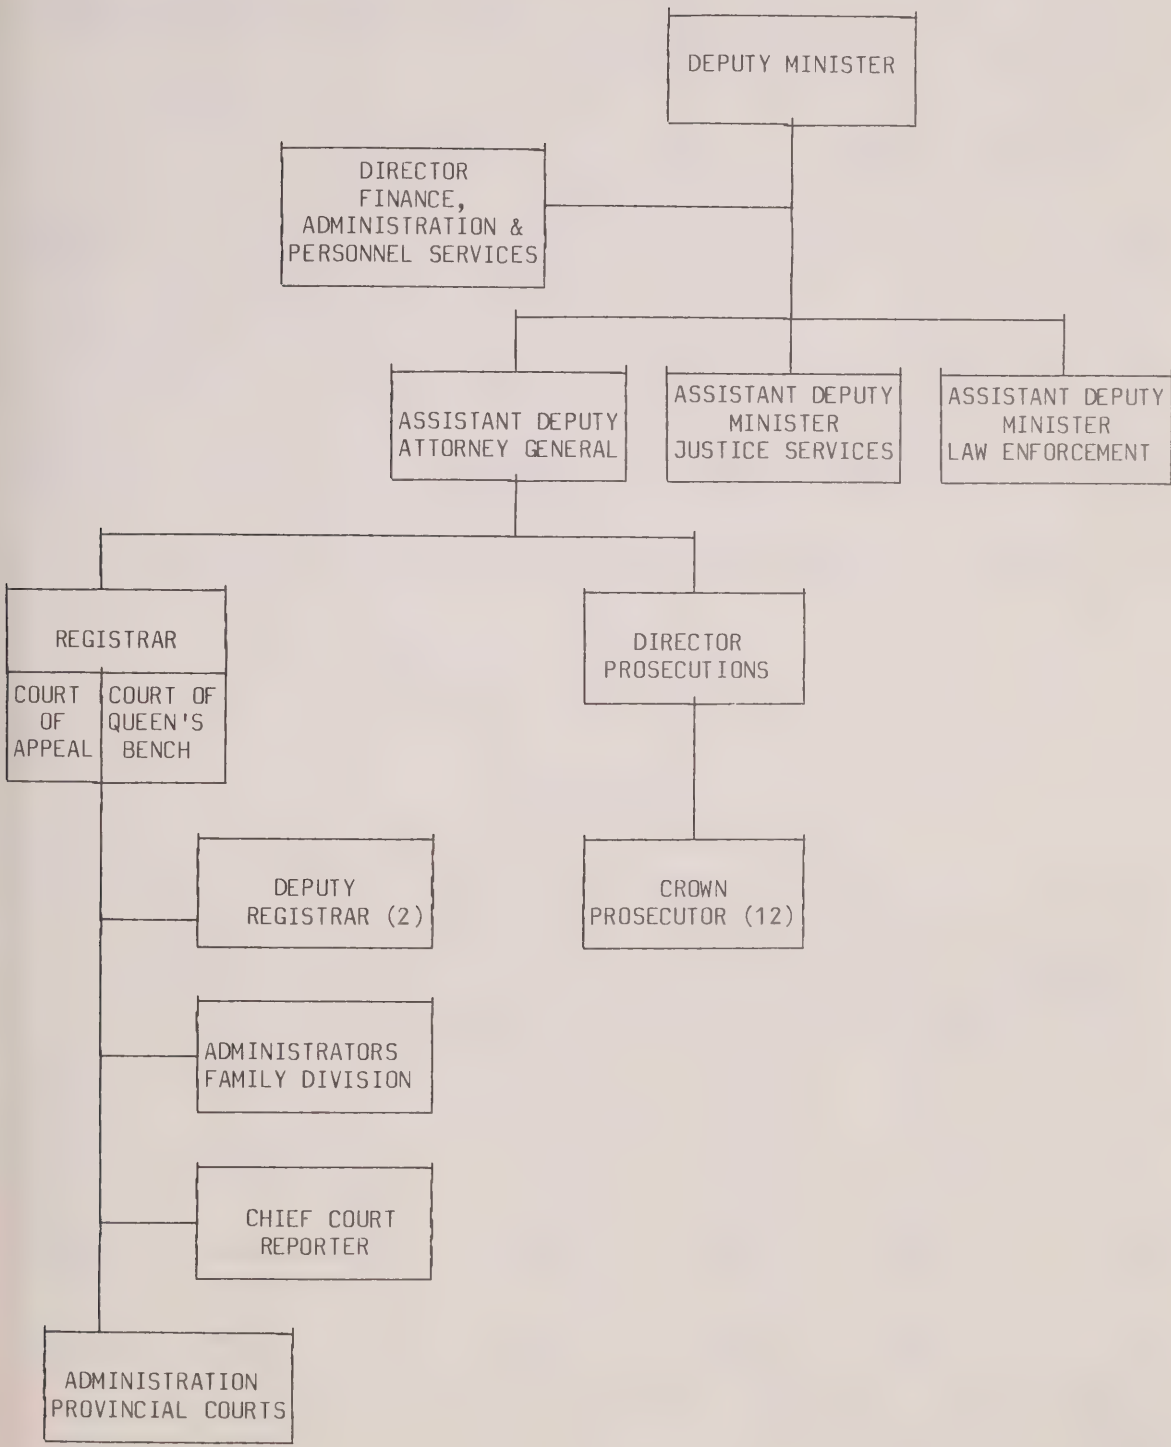 DEPUTY MINISTER
DIRECTOR
FINANCE,
ADMINISTRATION &
PERSONNEL SERVICES
ASSISTANT DEPUTY
ATTORNEY GENERAL
ASSISTANT DEPUTY
MINISTER
JUSTICE SERVICES
ASSISTANT DEPUTY
MINISTER
LAW ENFORCEMENT
REGISTRAR
COURT
OF
APPEAL
COURT OF
QUEEN'S
BENCH
DIRECTOR
PROSECUTIONS
DEPUTY
REGISTRAR (2)
CROWN
PROSECUTOR (12)
ADMINISTRATORS
FAMILY DIVISION
CHIEF COURT
REPORTER
ADMINISTRATION
PROVINCIAL COURTS